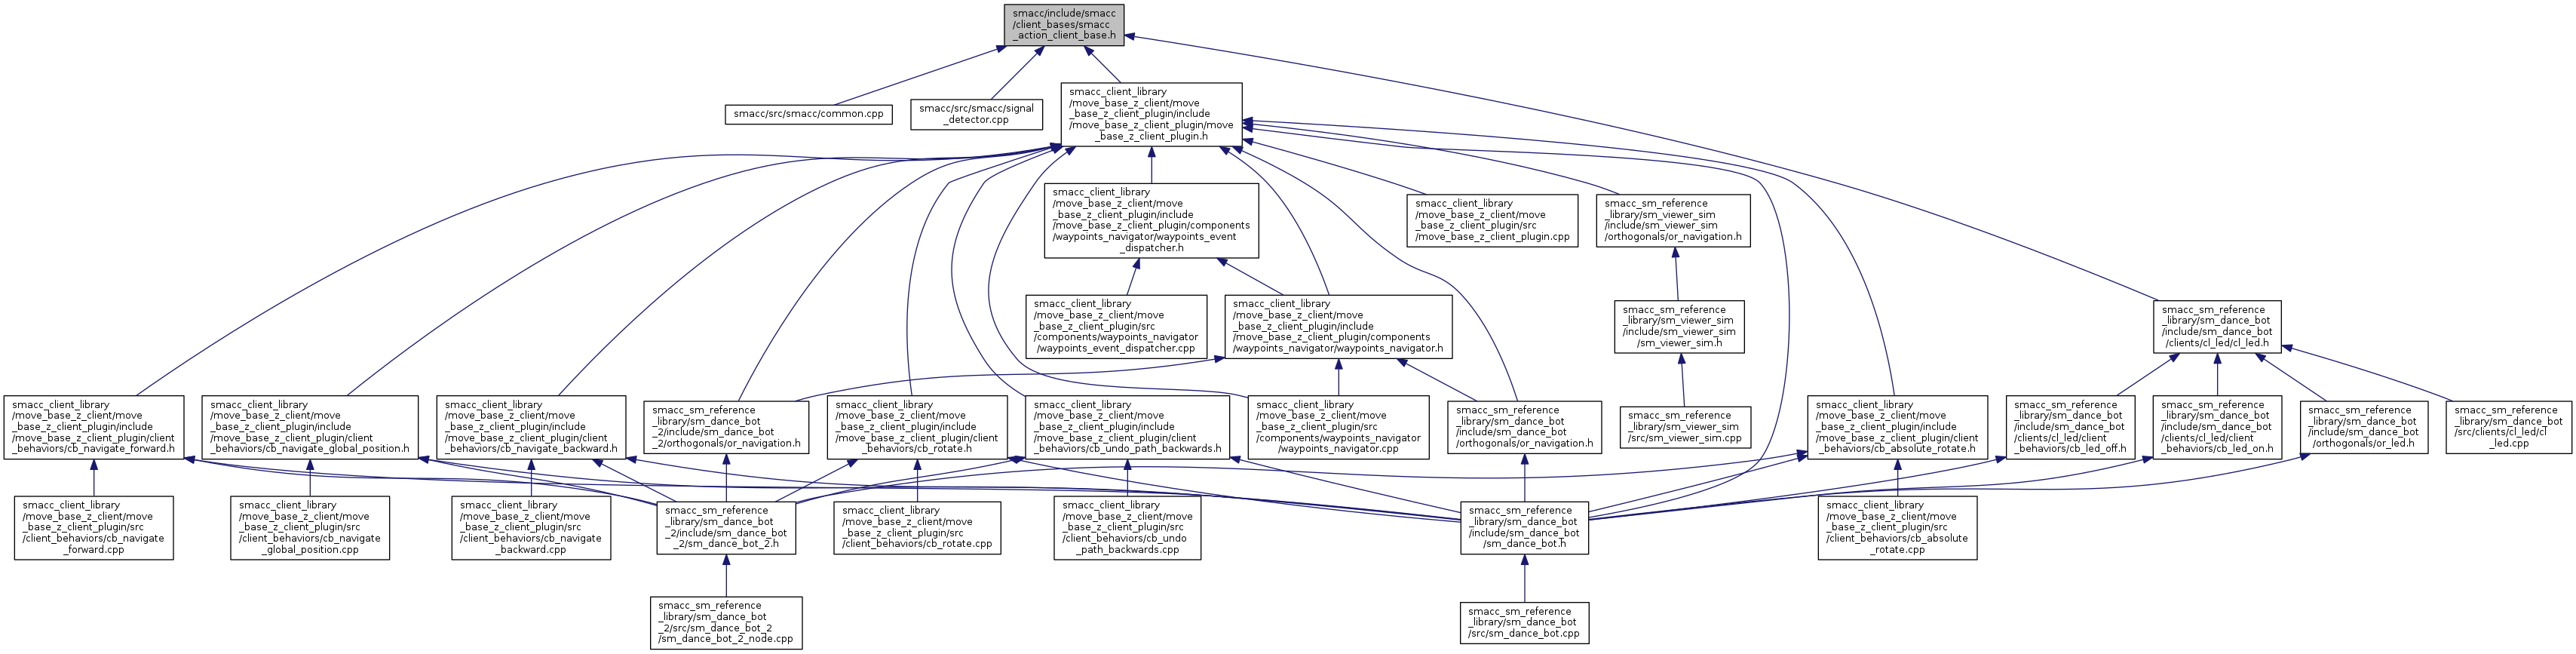 smacc/include/smacc
/client_bases/smacc
_action_client_base.h
smacc/src/smacc/common.cpp
smacc/src/smacc/signal
_detector.cpp
smacc_client_library
/move_base_z_client/move
_base_z_client_plugin/include
/move_base_z_client_plugin/move
_base_z_client_plugin.h
smacc_client_library
/move_base_z_client/move
_base_z_client_plugin/include
/move_base_z_client_plugin/components
/waypoints_navigator/waypoints_event
_dispatcher.h
smacc_client_library
/move_base_z_client/move
_base_z_client_plugin/src
/move_base_z_client_plugin.cpp
smacc_sm_reference
_library/sm_viewer_sim
/include/sm_viewer_sim
/orthogonals/or_navigation.h
smacc_client_library
/move_base_z_client/move
_base_z_client_plugin/src
/components/waypoints_navigator
/waypoints_event_dispatcher.cpp
smacc_client_library
/move_base_z_client/move
_base_z_client_plugin/include
/move_base_z_client_plugin/components
/waypoints_navigator/waypoints_navigator.h
smacc_sm_reference
_library/sm_viewer_sim
/include/sm_viewer_sim
/sm_viewer_sim.h
smacc_sm_reference
_library/sm_dance_bot
/include/sm_dance_bot
/clients/cl_led/cl_led.h
smacc_client_library
/move_base_z_client/move
_base_z_client_plugin/include
/move_base_z_client_plugin/client
_behaviors/cb_navigate_forward.h
smacc_client_library
/move_base_z_client/move
_base_z_client_plugin/include
/move_base_z_client_plugin/client
_behaviors/cb_navigate_global_position.h
smacc_client_library
/move_base_z_client/move
_base_z_client_plugin/include
/move_base_z_client_plugin/client
_behaviors/cb_navigate_backward.h
smacc_sm_reference
_library/sm_dance_bot
_2/include/sm_dance_bot
_2/orthogonals/or_navigation.h
smacc_client_library
/move_base_z_client/move
_base_z_client_plugin/include
/move_base_z_client_plugin/client
_behaviors/cb_rotate.h
smacc_client_library
/move_base_z_client/move
_base_z_client_plugin/include
/move_base_z_client_plugin/client
_behaviors/cb_undo_path_backwards.h
smacc_client_library
/move_base_z_client/move
_base_z_client_plugin/src
/components/waypoints_navigator
/waypoints_navigator.cpp
smacc_sm_reference
_library/sm_dance_bot
/include/sm_dance_bot
/orthogonals/or_navigation.h
smacc_sm_reference
_library/sm_viewer_sim
/src/sm_viewer_sim.cpp
smacc_client_library
/move_base_z_client/move
_base_z_client_plugin/include
/move_base_z_client_plugin/client
_behaviors/cb_absolute_rotate.h
smacc_sm_reference
_library/sm_dance_bot
/include/sm_dance_bot
/clients/cl_led/client
_behaviors/cb_led_off.h
smacc_sm_reference
_library/sm_dance_bot
/include/sm_dance_bot
/clients/cl_led/client
_behaviors/cb_led_on.h
smacc_sm_reference
_library/sm_dance_bot
/include/sm_dance_bot
/orthogonals/or_led.h
smacc_sm_reference
_library/sm_dance_bot
/src/clients/cl_led/cl
_led.cpp
smacc_client_library
/move_base_z_client/move
_base_z_client_plugin/src
/client_behaviors/cb_navigate
_forward.cpp
smacc_client_library
/move_base_z_client/move
_base_z_client_plugin/src
/client_behaviors/cb_navigate
_global_position.cpp
smacc_client_library
/move_base_z_client/move
_base_z_client_plugin/src
/client_behaviors/cb_navigate
_backward.cpp
smacc_sm_reference
_library/sm_dance_bot
_2/include/sm_dance_bot
_2/sm_dance_bot_2.h
smacc_client_library
/move_base_z_client/move
_base_z_client_plugin/src
/client_behaviors/cb_rotate.cpp
smacc_client_library
/move_base_z_client/move
_base_z_client_plugin/src
/client_behaviors/cb_undo
_path_backwards.cpp
smacc_sm_reference
_library/sm_dance_bot
/include/sm_dance_bot
/sm_dance_bot.h
smacc_client_library
/move_base_z_client/move
_base_z_client_plugin/src
/client_behaviors/cb_absolute
_rotate.cpp
smacc_sm_reference
_library/sm_dance_bot
_2/src/sm_dance_bot_2
/sm_dance_bot_2_node.cpp
smacc_sm_reference
_library/sm_dance_bot
/src/sm_dance_bot.cpp